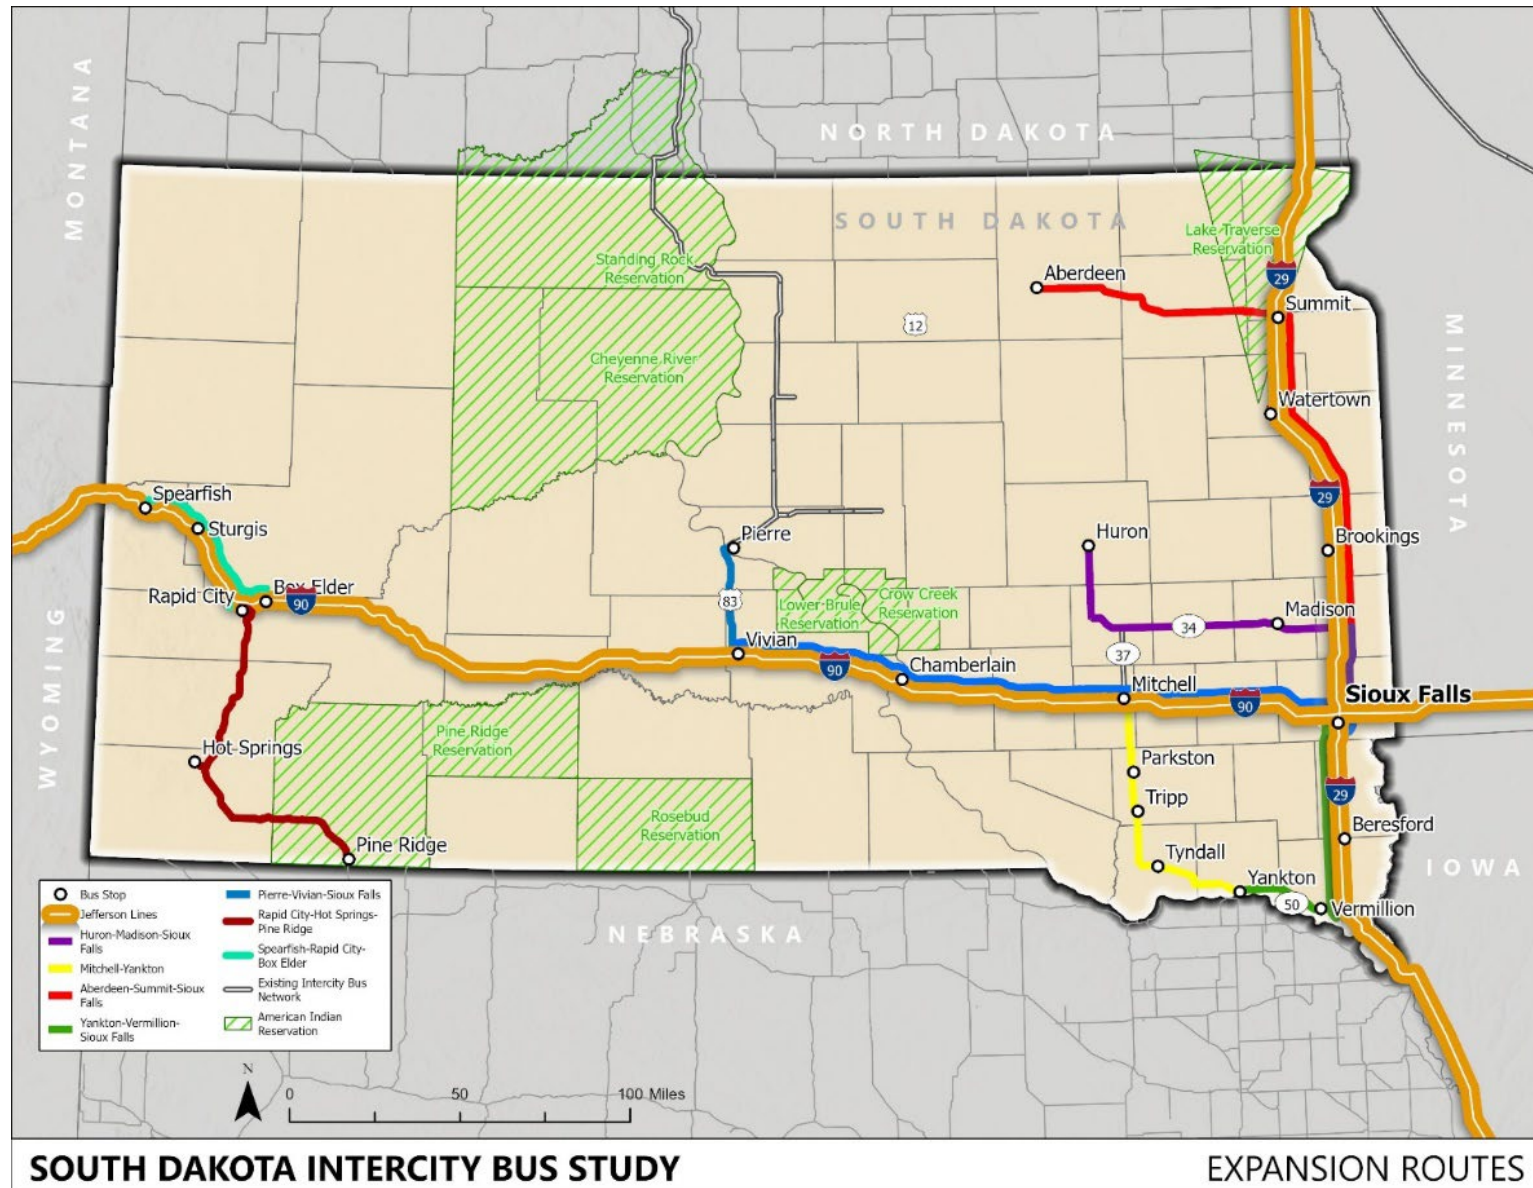 MONTANA
NORTH DAKOTA
SOUTH DAKOTA
Lake Traverse
Reservation
Standing Rock
Reservation
Aberdeen
29
Summit
12
MINNESOTA
Cheyenne River
Reservation
Watertown
Spearfish
Sturgis
29
Pierre
Huron
Brookings
Box Elder
Rapid City
90
83
Lower Brule
Reservation
Crow Creek
Reservation
Madison
34
WYOMING
Vivian
37
90
Chamberlain
Mitchell
90
Sioux Falls
Hot Springs
Pine Ridge
Reservation
Parkston
Tripp
29
Rosebud
Reservation
Beresford
Pine Ridge
Tyndall
IOWA
Yankton
50
Vermillion
NEBRASKA
Bus Stop
Jefferson Lines
Huron-Madison-Sioux
Falls
Mitchell-Yankton
Aberdeen-Summit-Sioux
Falls
Yankton-Vermillion-
Sioux Falls
Pierre-Vivian-Sioux Falls
Rapid City-Hot Springs-
Pine Ridge
Spearfish-Rapid City-
Box Elder
Existing Intercity Bus
Network
American Indian
Reservation
N
0 50 100 Miles
SOUTH DAKOTA INTERCITY BUS STUDY
EXPANSION ROUTES